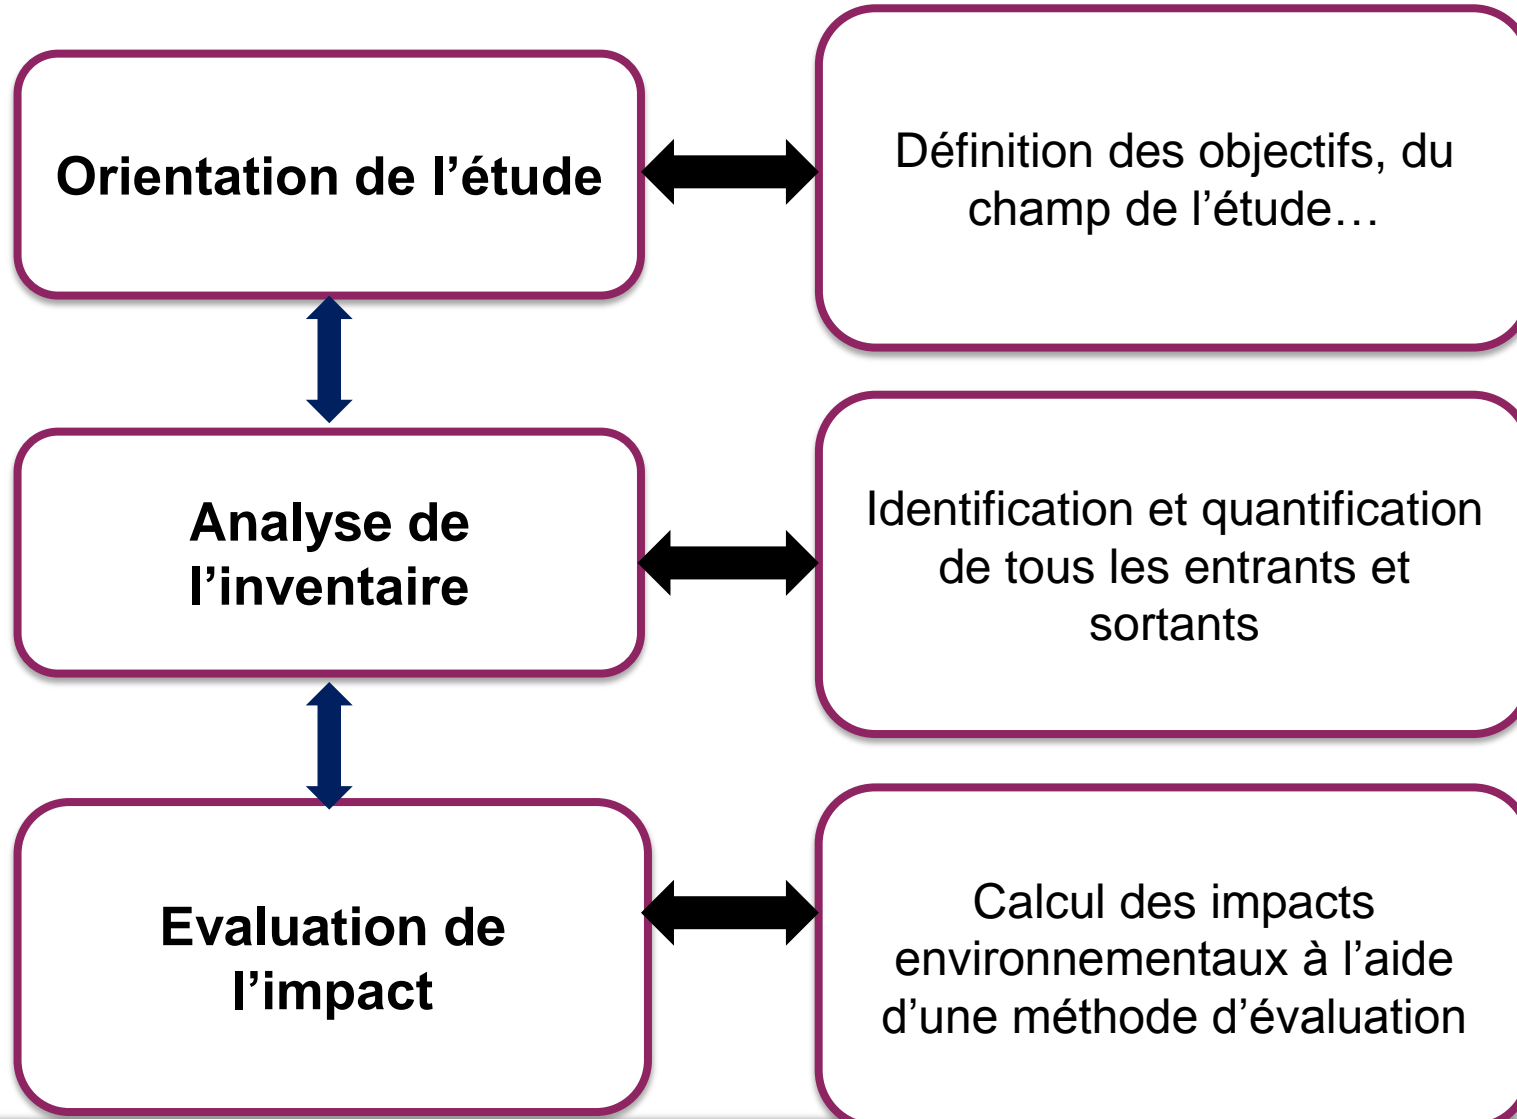 Orientation de l’étude
Définition des objectifs, du
champ de l’étude…
Analyse de
l’inventaire
Identification et quantification
de tous les entrants et
sortants
Evaluation de
l’impact
Calcul des impacts
environnementaux à l’aide
d’une méthode d’évaluation